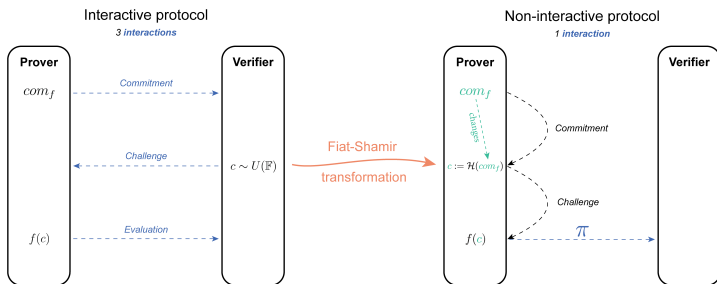 Interactive protocol
3 interactions
Prover
Verifier
com_f
Commitment
Challenge
c ∼ U(𝔽)
f(c)
Evaluation
Fiat-Shamir
transformation
Non-interactive protocol
1 interaction
Prover
Verifier
com_f
changes
Commitment
c := ℋ(com_f)
Challenge
f(c)
π